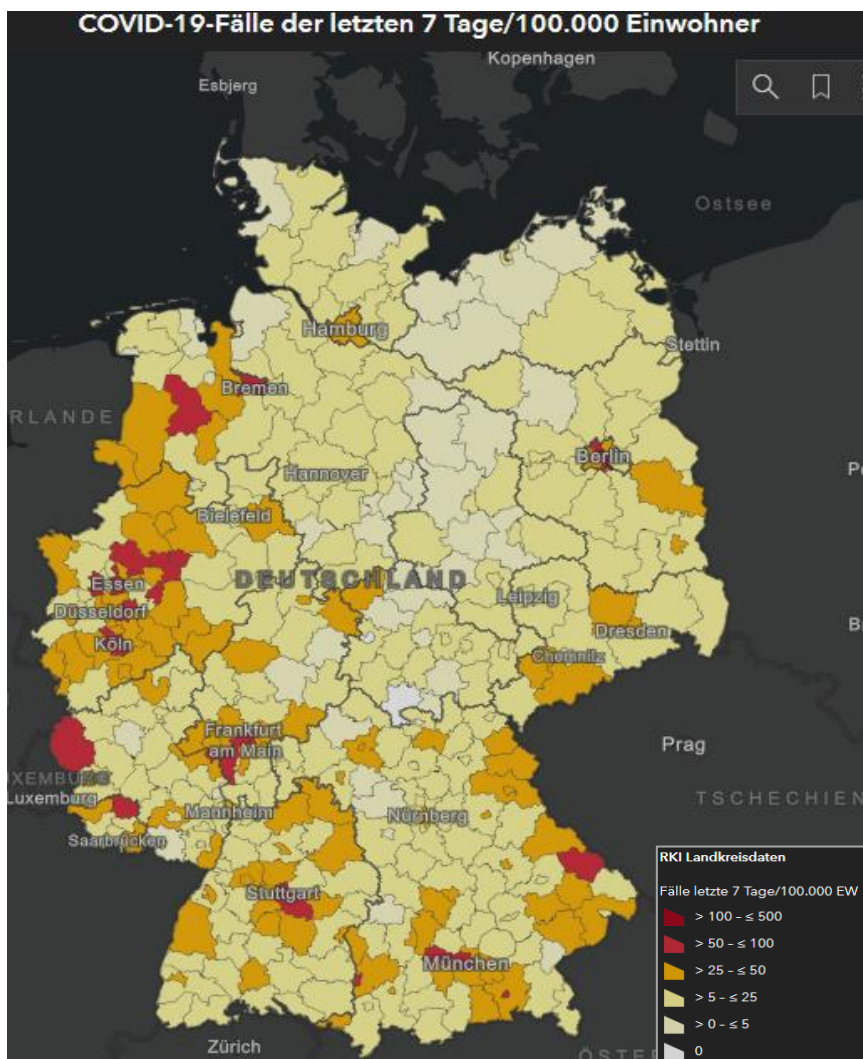 COVID-19-Fälle der letzten 7 Tage/100.000 Einwohner
Kopenhagen
Esbjerg
Ostsee
Hamburg
Stettin
Bremen
RLANDE
Berlin
Hannover
Bielefeld
Essen
DEUTSCHLAND
Leipzig
Düsseldorf
Dresden
Köln
Chemnitz
Frankfurt
am Main
Prag
UXEMBURG
Luxemburg
TSCHECHIEN
Mannheim
Nürnberg
Saarbrücken
Stuttgart
München
Zürich
ÖSTER
RKI Landkreisdaten
Fälle letzte 7 Tage/100.000 EW
> 100 - ≤ 500
> 50 - ≤ 100
> 25 - ≤ 50
> 5 - ≤ 25
> 0 - ≤ 5
0